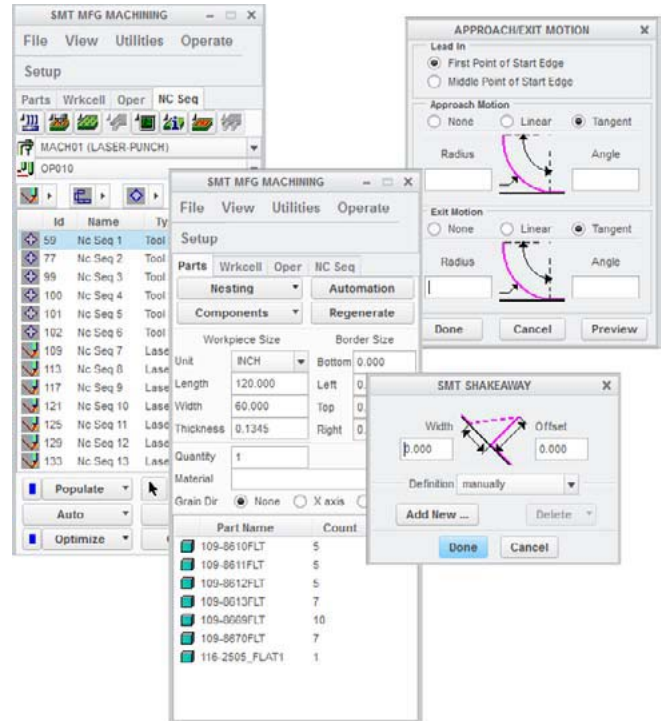 SMT MFG MACHINING
File View Utilities Operate
Setup
Parts Wrkcell Oper NC Seq
MACH01 (LASER-PUNCH)
OP010
Id Name Ty
59 Nc Seq 1 Tool
77 Nc Seq 2 Tool
99 Nc Seq 3 Tool
100 Nc Seq 4 Tool
101 Nc Seq 5 Tool
102 Nc Seq 6 Tool
109 Nc Seq 7 Lase
113 Nc Seq 8 Lase
117 Nc Seq 9 Lase
121 Nc Seq 10 Lase
125 Nc Seq 11 Lase
129 Nc Seq 12 Lase
133 Nc Seq 13 Lase
Populate
Auto
Optimize
SMT MFG MACHINING
File View Utilities Operate
Setup
Parts Wrkcell Oper NC Seq
Nesting Automation
Components Regenerate
Workpiece Size Border Size
Unit INCH Bottom 0.000
Length 120.000 Left 0.
Width 60.000 Top 0.
Thickness 0.1345 Right 0.
Quantity 1
Material
Grain Dir None X axis
Part Name Count
109-8610FLT 5
109-8611FLT 5
109-8612FLT 5
109-8613FLT 7
109-8669FLT 10
109-8670FLT 7
116-2505_FLAT1 1
APPROACH/EXIT MOTION
Lead In
First Point of Start Edge
Middle Point of Start Edge
Approach Motion
None Linear Tangent
Radius Angle
Exit Motion
None Linear Tangent
Radius Angle
Done Cancel Preview
SMT SHAKEAWAY
Width Offset
0.000 0.000
Definition manually
Add New ... Delete
Done Cancel